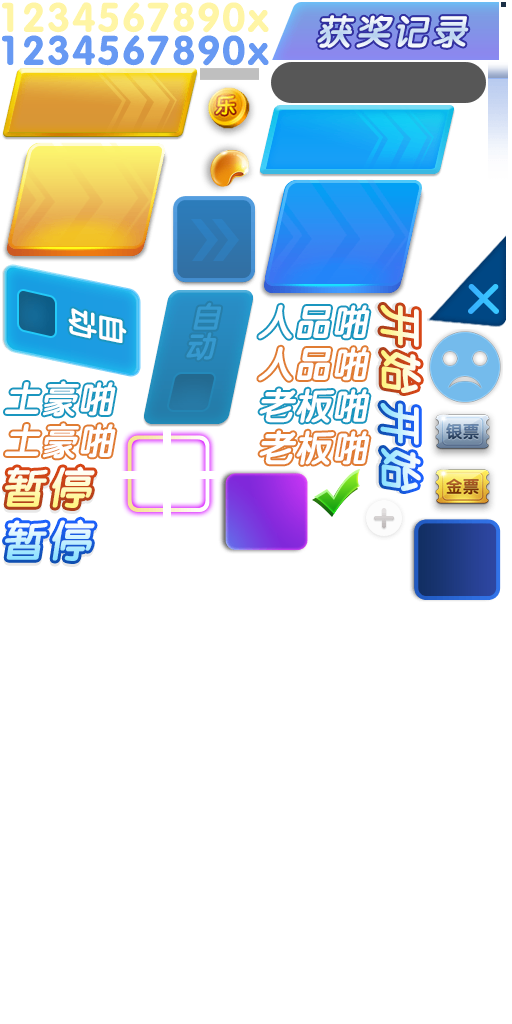 1234567890x
1234567890x
获奖记录
乐
自动
自动
人品啪
人品啪
老板啪
老板啪
开始
开始
土豪啪
土豪啪
暂停
暂停
银票
金票